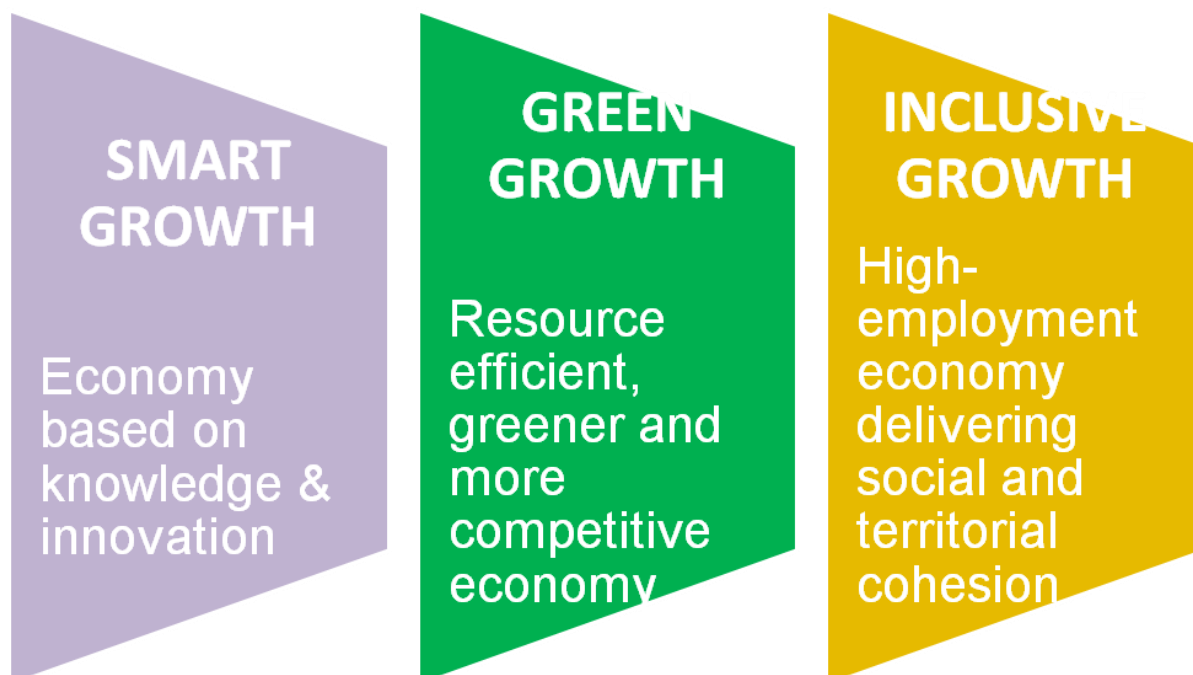 SMART
GROWTH
Economy
based on
knowledge &
innovation
GREEN
GROWTH
Resource
efficient,
greener and
more
competitive
economy
INCLUSIVE
GROWTH
High-
employment
economy
delivering
social and
territorial
cohesion